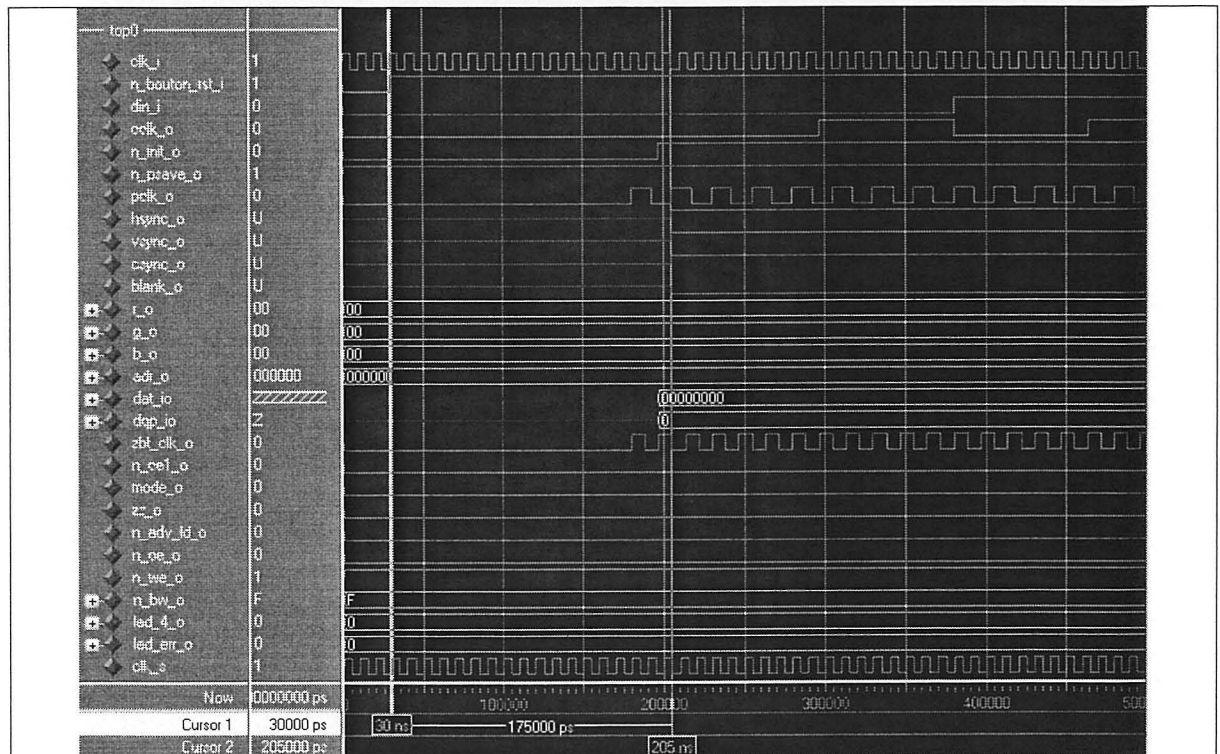 top0
clk_i 1
n_bouton_rst_i 1
din_i 0
cclk_o 0
n_init_o 0
n_psave_o 1
pclk_o 0
hsync_o U
vsync_o U
csync_o U
blank_o U
r_o 00 00
g_o 00 00
b_o 00 00
adr_o 000000 000000
dat_io 00000000
dqp_io Z 0
zbt_clk_o 0
n_ce1_o 0
mode_o 0
zz_o 0
n_adv_ld_o 0
n_oe_o 0
n_we_o 1
n_bw_o F F
led_4_o 0 0
led_err_o 0 0
clk_s 1
Now 0000000 ps 100000 200000 300000 400000 500
Cursor 1 30000 ps 30 ns 175000 ps
Cursor 2 205000 ps 205 ns